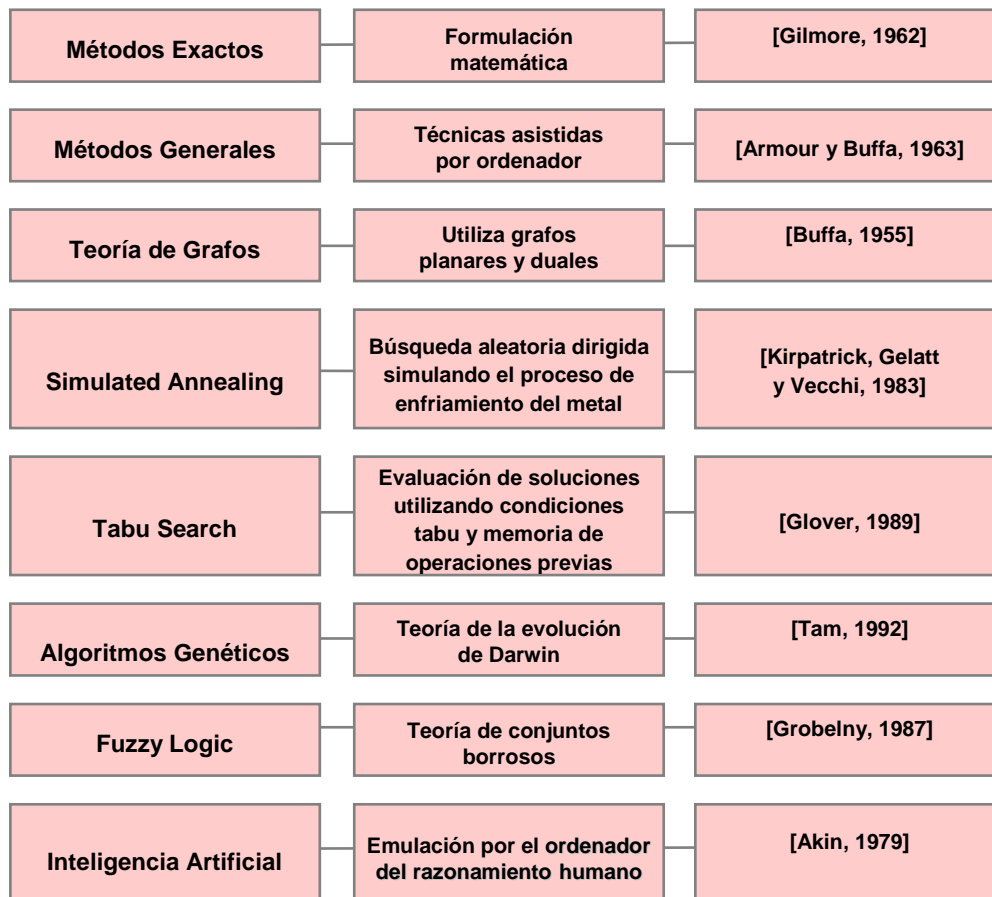 Métodos Exactos
Formulación
matemática
[Gilmore, 1962]
Métodos Generales
Técnicas asistidas
por ordenador
[Armour y Buffa, 1963]
Teoría de Grafos
Utiliza grafos
planares y duales
[Buffa, 1955]
Simulated Annealing
Búsqueda aleatoria dirigida
simulando el proceso de
enfriamiento del metal
[Kirpatrick, Gelatt
y Vecchi, 1983]
Tabu Search
Evaluación de soluciones
utilizando condiciones
tabu y memoria de
operaciones previas
[Glover, 1989]
Algoritmos Genéticos
Teoría de la evolución
de Darwin
[Tam, 1992]
Fuzzy Logic
Teoría de conjuntos
borrosos
[Grobelny, 1987]
Inteligencia Artificial
Emulación por el ordenador
del razonamiento humano
[Akin, 1979]